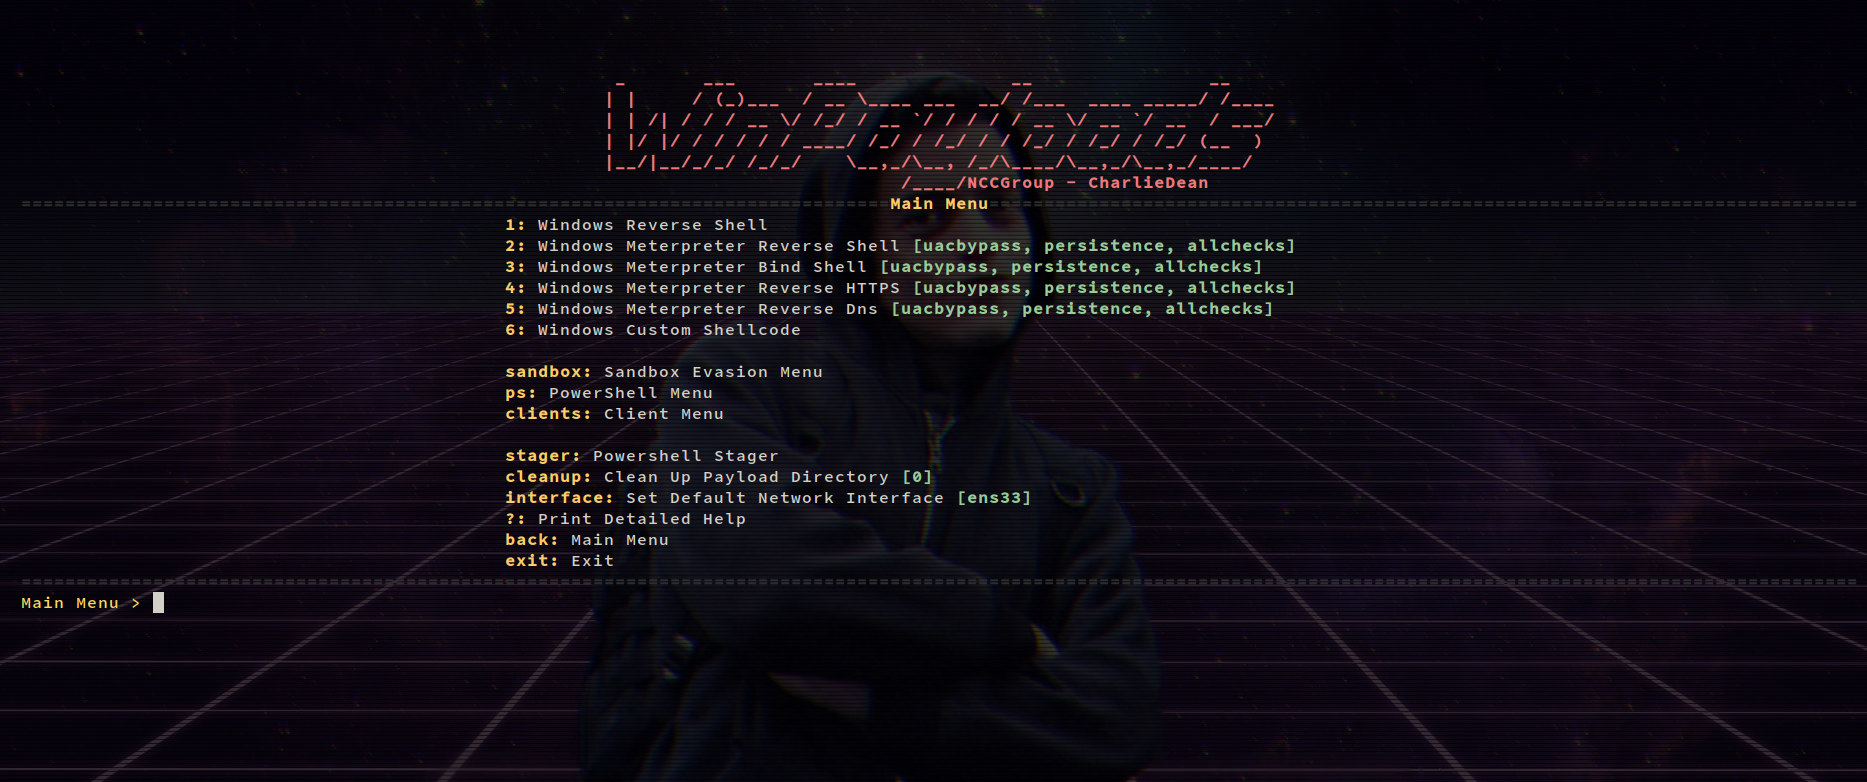 WinPayloads
NCCGroup - CharlieDean
Main Menu
1: Windows Reverse Shell
2: Windows Meterpreter Reverse Shell [uacbypass, persistence, allchecks]
3: Windows Meterpreter Bind Shell [uacbypass, persistence, allchecks]
4: Windows Meterpreter Reverse HTTPS [uacbypass, persistence, allchecks]
5: Windows Meterpreter Reverse Dns [uacbypass, persistence, allchecks]
6: Windows Custom Shellcode
sandbox: Sandbox Evasion Menu
ps: PowerShell Menu
clients: Client Menu
stager: Powershell Stager
cleanup: Clean Up Payload Directory [0]
interface: Set Default Network Interface [ens33]
?: Print Detailed Help
back: Main Menu
exit: Exit
Main Menu >